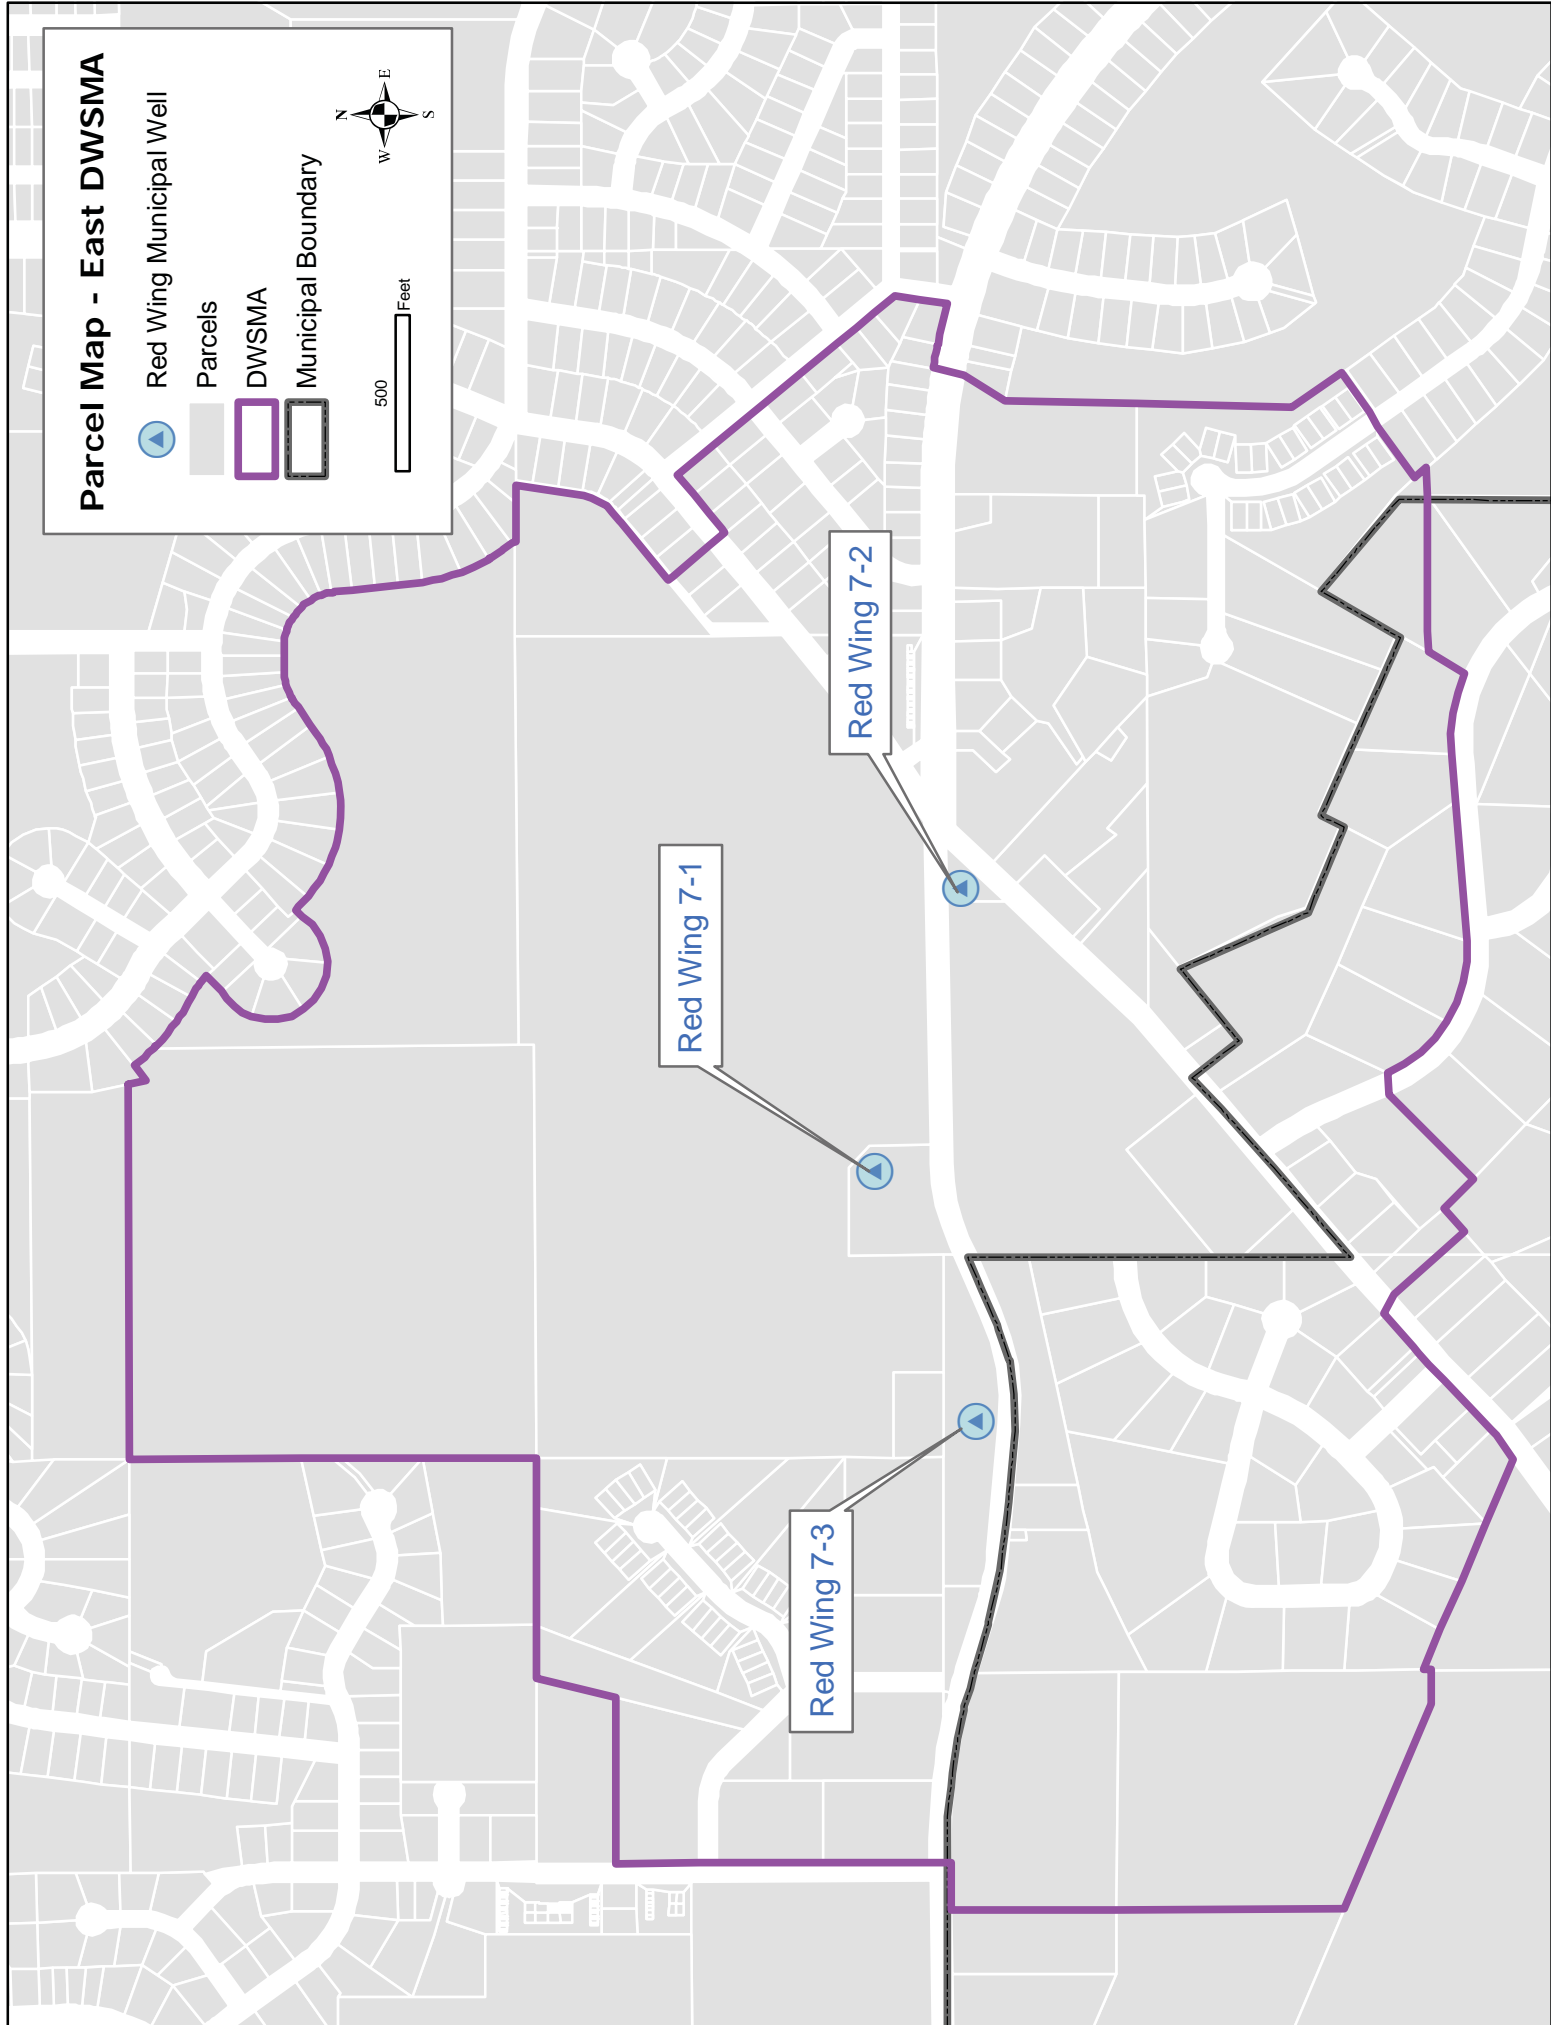 Parcel Map - East DWSMA
Red Wing Municipal Well
Parcels
DWSMA
Municipal Boundary
500
Feet
N
W
E
S
Red Wing 7-1
Red Wing 7-2
Red Wing 7-3